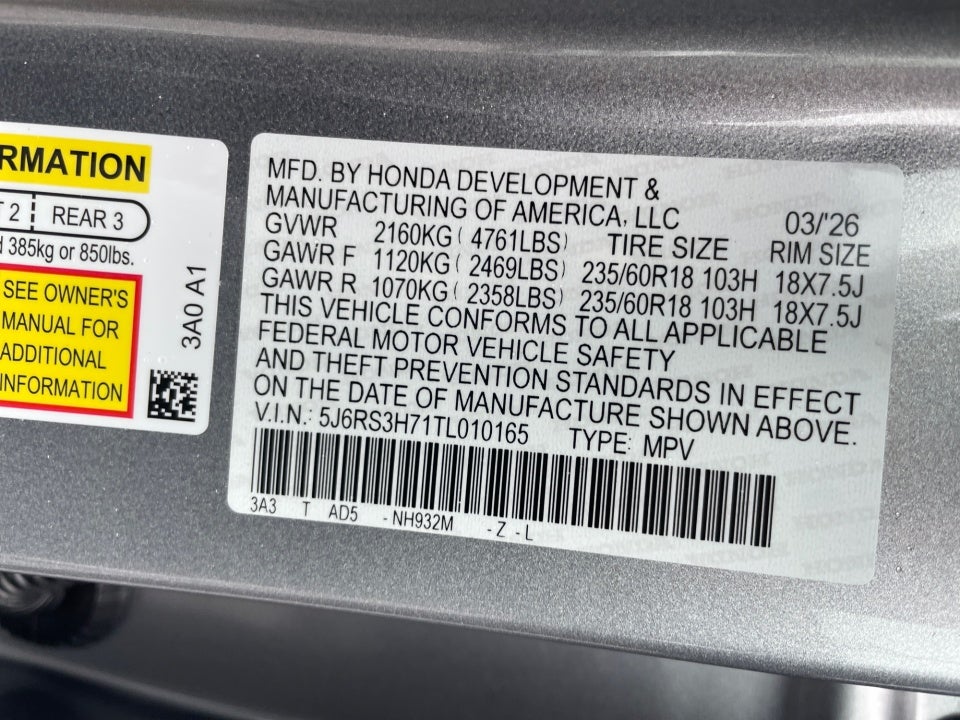 RMATION
T 2 REAR 3
385kg or 850lbs.
SEE OWNER'S
MANUAL FOR
ADDITIONAL
INFORMATION
3A0 A1
MFD. BY HONDA DEVELOPMENT &
MANUFACTURING OF AMERICA, LLC 03/'26
GVWR 2160KG ( 4761LBS) TIRE SIZE RIM SIZE
GAWR F 1120KG ( 2469LBS) 235/60R18 103H 18X7.5J
GAWR R 1070KG ( 2358LBS) 235/60R18 103H 18X7.5J
THIS VEHICLE CONFORMS TO ALL APPLICABLE
FEDERAL MOTOR VEHICLE SAFETY
AND THEFT PREVENTION STANDARDS IN EFFECT
ON THE DATE OF MANUFACTURE SHOWN ABOVE.
V.I.N.: 5J6RS3H71TL010165 TYPE: MPV
3A3 T AD5 - NH932M - Z - L